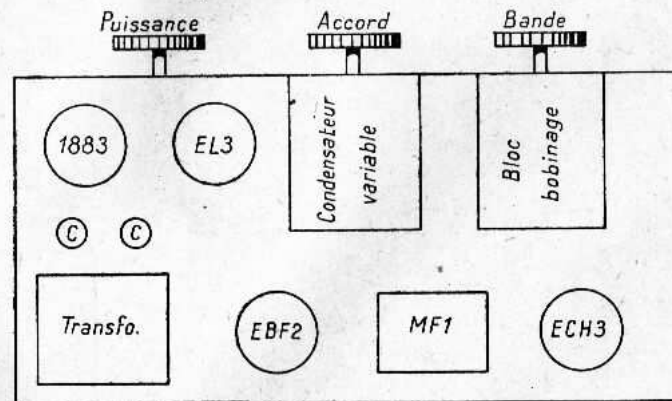 Puissance
Accord
Bande
1883
EL3
Condensateur
variable
Bloc
bobinage
C
C
Transfo.
EBF2
MF1
ECH3